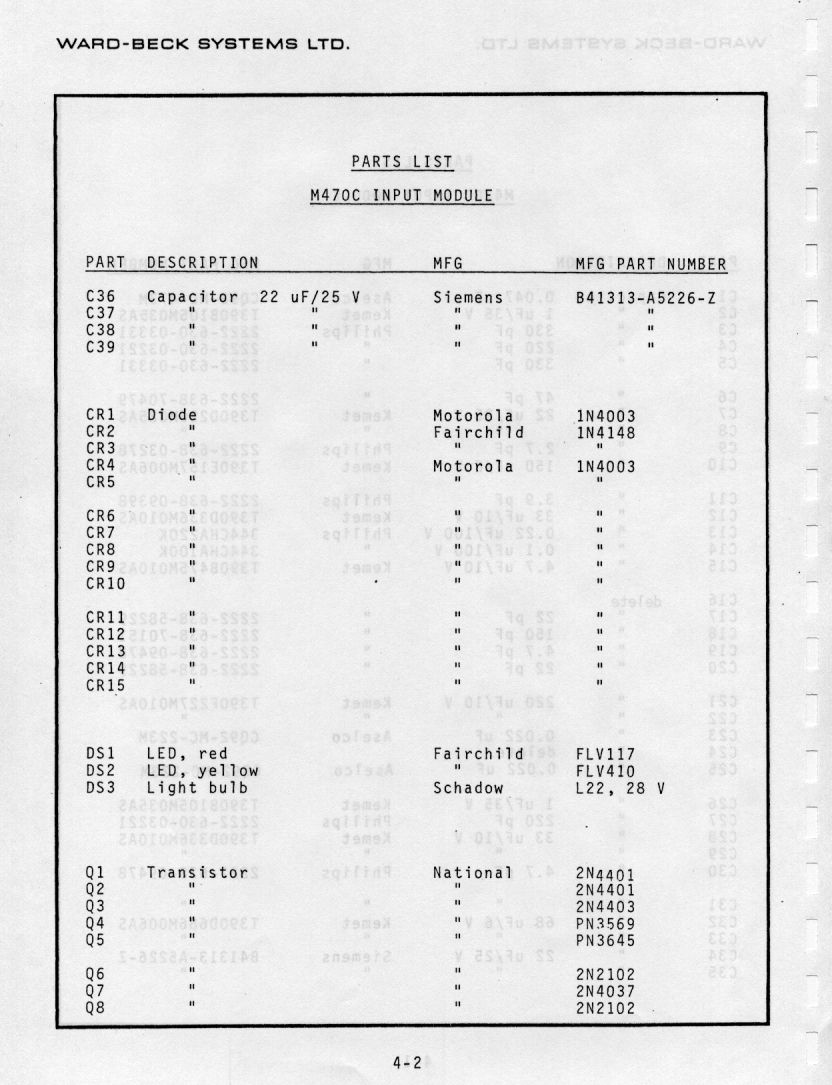 WARD-BECK SYSTEMS LTD.
PARTS LIST
M470C INPUT MODULE
PART DESCRIPTION MFG MFG PART NUMBER
C36 Capacitor 22 uF/25 V Siemens B41313-A5226-Z
C37 " " " "
C38 " " " "
C39 " " " "
CR1 Diode Motorola 1N4003
CR2 " Fairchild 1N4148
CR3 " " "
CR4 " Motorola 1N4003
CR5 " " "
CR6 " " "
CR7 " " "
CR8 " " "
CR9 " " "
CR10 " " "
CR11 " " "
CR12 " " "
CR13 " " "
CR14 " " "
CR15 " " "
DS1 LED, red Fairchild FLV117
DS2 LED, yellow " FLV410
DS3 Light bulb Schadow L22, 28 V
Q1 Transistor National 2N4401
Q2 " " 2N4401
Q3 " " 2N4403
Q4 " " PN3569
Q5 " " PN3645
Q6 " " 2N2102
Q7 " " 2N4037
Q8 " " 2N2102
4-2